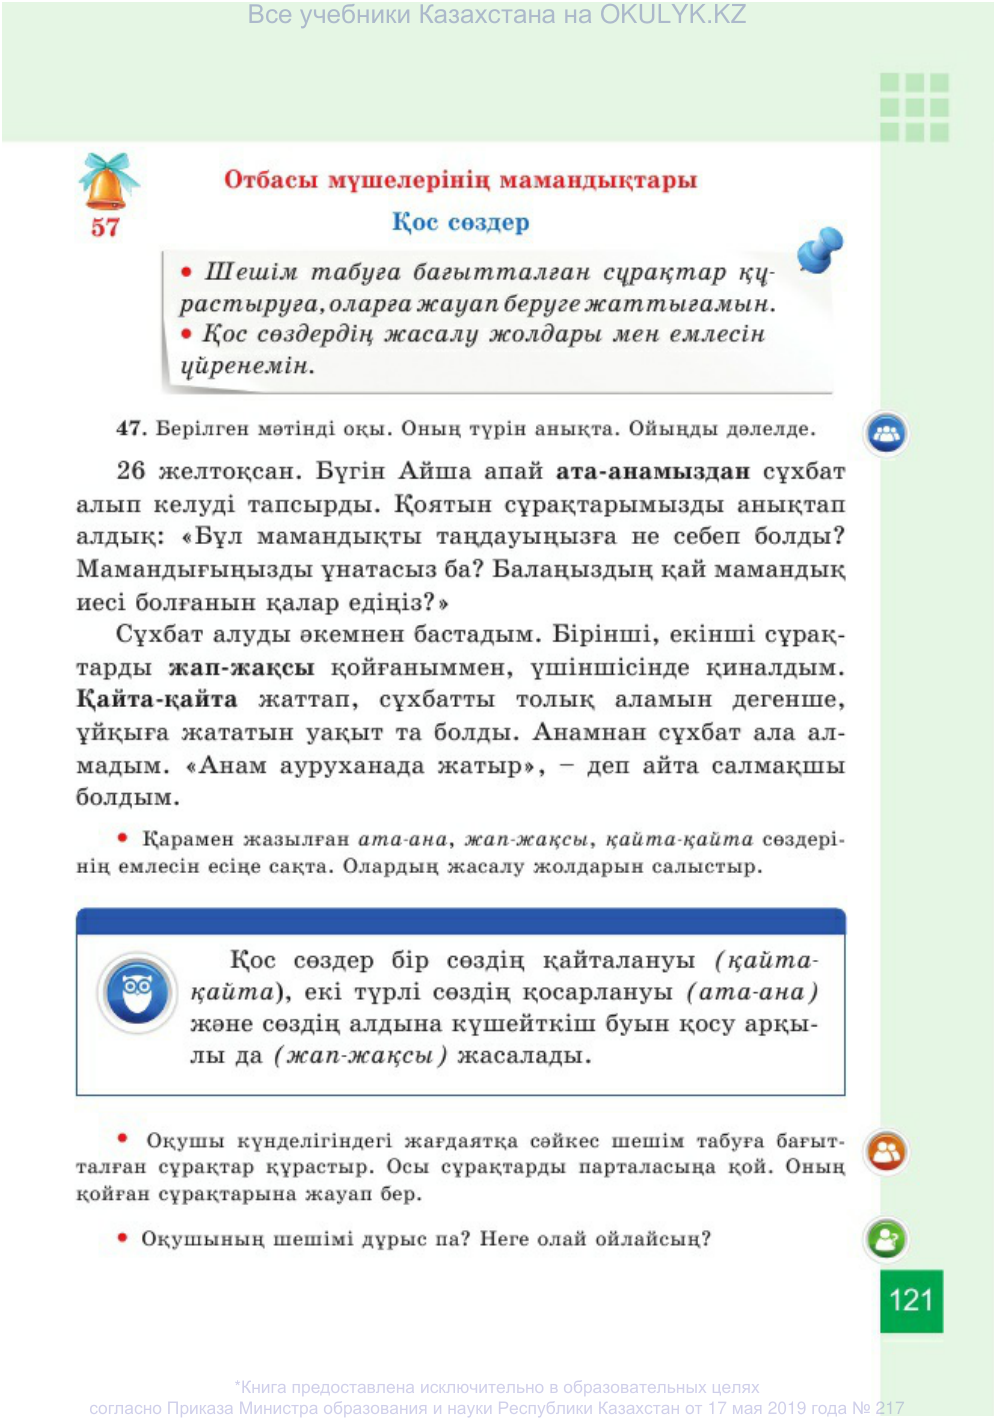 Все учебники Казахстана на OKULYK.KZ
57
Отбасы мүшелерінің мамандықтары
Қос сөздер
• Шешім табуға бағытталған сұрақтар құ-
растыруға, оларға жауап беруге жаттығамын.
• Қос сөздердің жасалу жолдары мен емлесін
үйренемін.
47. Берілген мәтінді оқы. Оның түрін анықта. Ойыңды дәлелде.
26 желтоқсан. Бүгін Айша апай ата-анамыздан сұхбат
алып келуді тапсырды. Қоятын сұрақтарымызды анықтап
алдық: «Бұл мамандықты таңдауыңызға не себеп болды?
Мамандығыңызды ұнатасыз ба? Балаңыздың қай мамандық
иесі болғанын қалар едіңіз?»
Сұхбат алуды әкемнен бастадым. Бірінші, екінші сұрақ-
тарды жап-жақсы қойғаныммен, үшіншісінде қиналдым.
Қайта-қайта жаттап, сұхбатты толық аламын дегенше,
ұйқыға жататын уақыт та болды. Анамнан сұхбат ала ал-
мадым. «Анам ауруханада жатыр», – деп айта салмақшы
болдым.
• Қарамен жазылған ата-ана, жап-жақсы, қайта-қайта сөздері-
нің емлесін есіңе сақта. Олардың жасалу жолдарын салыстыр.
Қос сөздер бір сөздің қайталануы (қайта-
қайта), екі түрлі сөздің қосарлануы (ата-ана)
және сөздің алдына күшейткіш буын қосу арқы-
лы да (жап-жақсы) жасалады.
• Оқушы күнделігіндегі жағдаятқа сәйкес шешім табуға бағыт-
талған сұрақтар құрастыр. Осы сұрақтарды парталасыңа қой. Оның
қойған сұрақтарына жауап бер.
• Оқушының шешімі дұрыс па? Неге олай ойлайсың?
121
*Книга предоставлена исключительно в образовательных целях
согласно Приказа Министра образования и науки Республики Казахстан от 17 мая 2019 года № 217